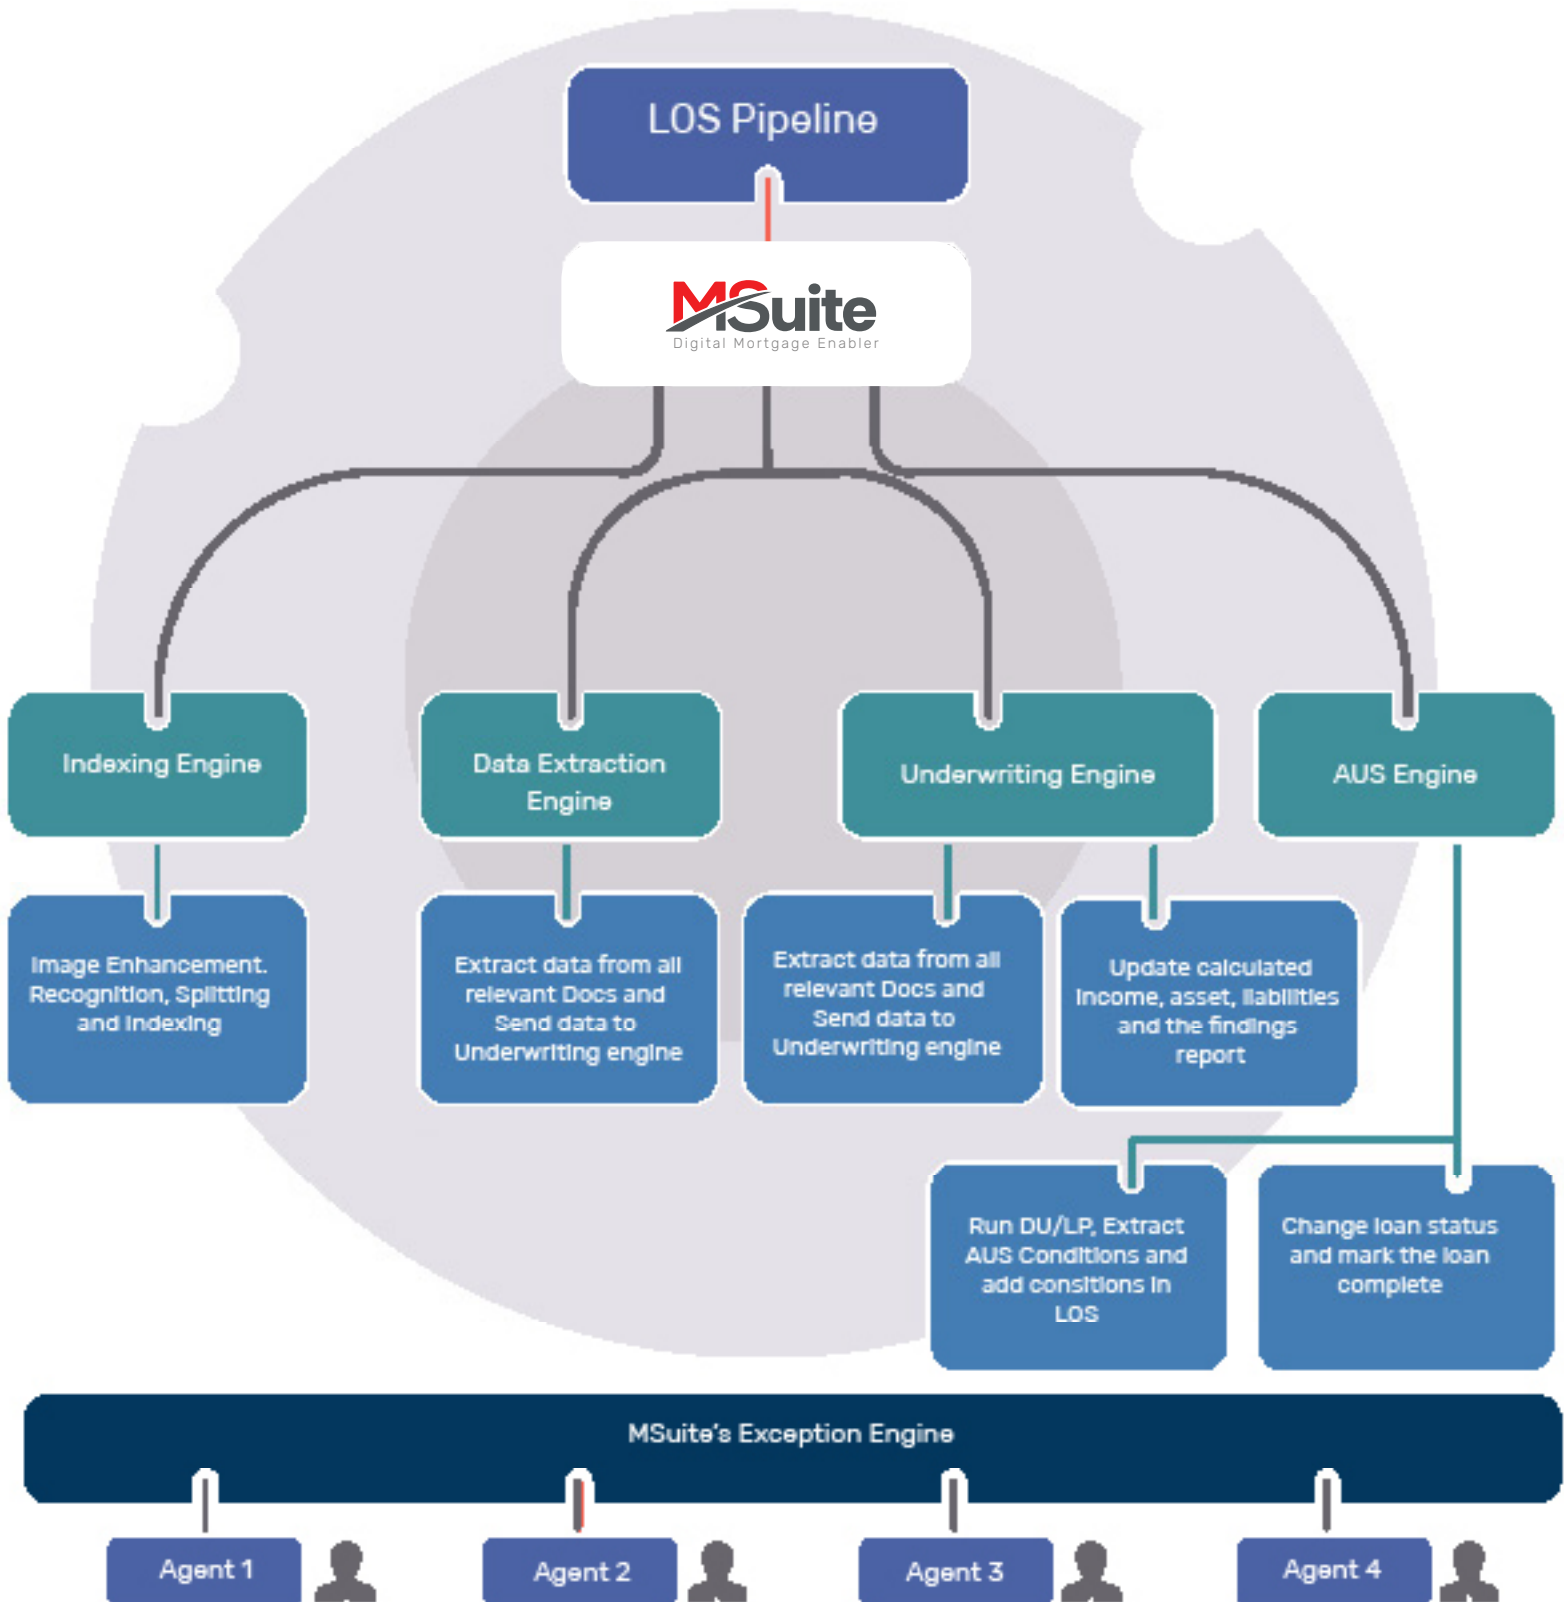 LOS Pipeline
MSuite
Digital Mortgage Enabler
Indexing Engine
Data Extraction
Engine
Underwriting Engine
AUS Engine
Image Enhancement.
Recognition, Splitting
and Indexing
Extract data from all
relevant Docs and
Send data to
Underwriting engine
Extract data from all
relevant Docs and
Send data to
Underwriting engine
Update calculated
income, asset, liabilities
and the findings
report
Run DU/LP, Extract
AUS Conditions and
add consitions in
LOS
Change loan status
and mark the loan
complete
MSuite's Exception Engine
Agent 1
Agent 2
Agent 3
Agent 4